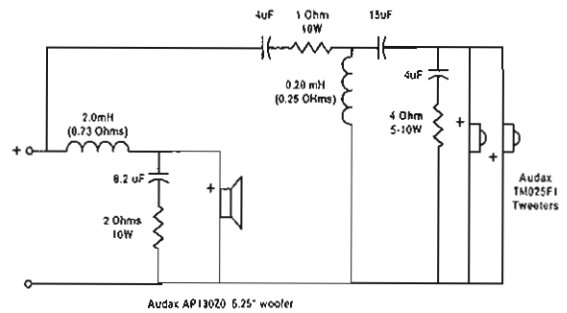 4uF
1 Ohm
10W
15uF
4uF
0.20 mH
(0.25 Ohms)
4 Ohm
5-10W
2.0mH
(0.73 Ohms)
+
+
+
+
8.2 uF
2 Ohms
10W
Audax
TM025F1
Tweeters
Audax AP130Z0 5.25" woofer